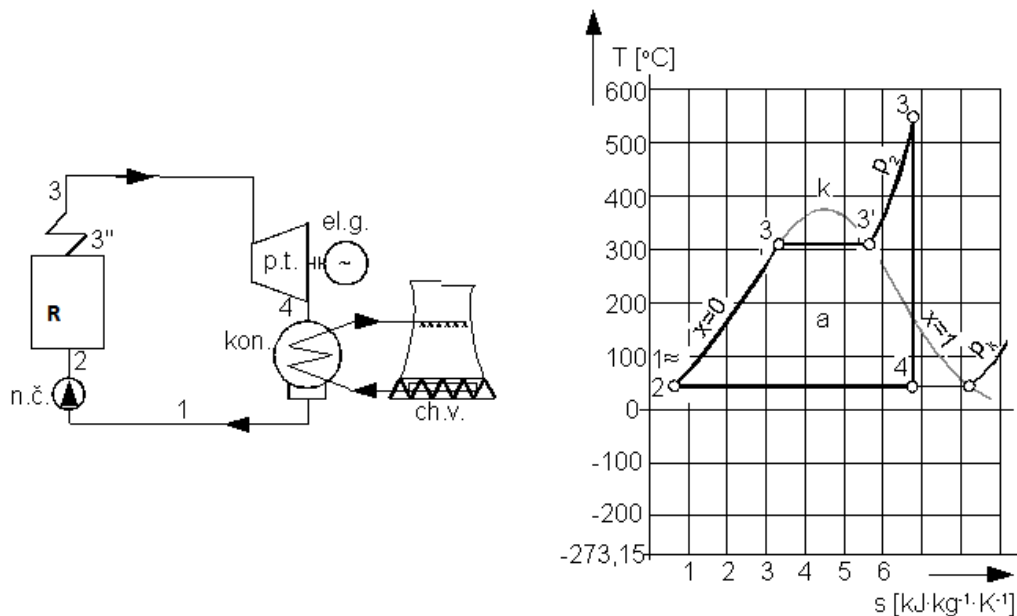 3
3"
R
2
n.č.
1
p.t.
4
el.g.
~
kon.
ch.v.
T [°C]
600
500
400
300
200
100
0
-100
-200
-273,15
k
3
p₂
3
3'
x=0
a
x=1
1≈
2
4
pₖ
1 2 3 4 5 6
s [kJ·kg⁻¹·K⁻¹]